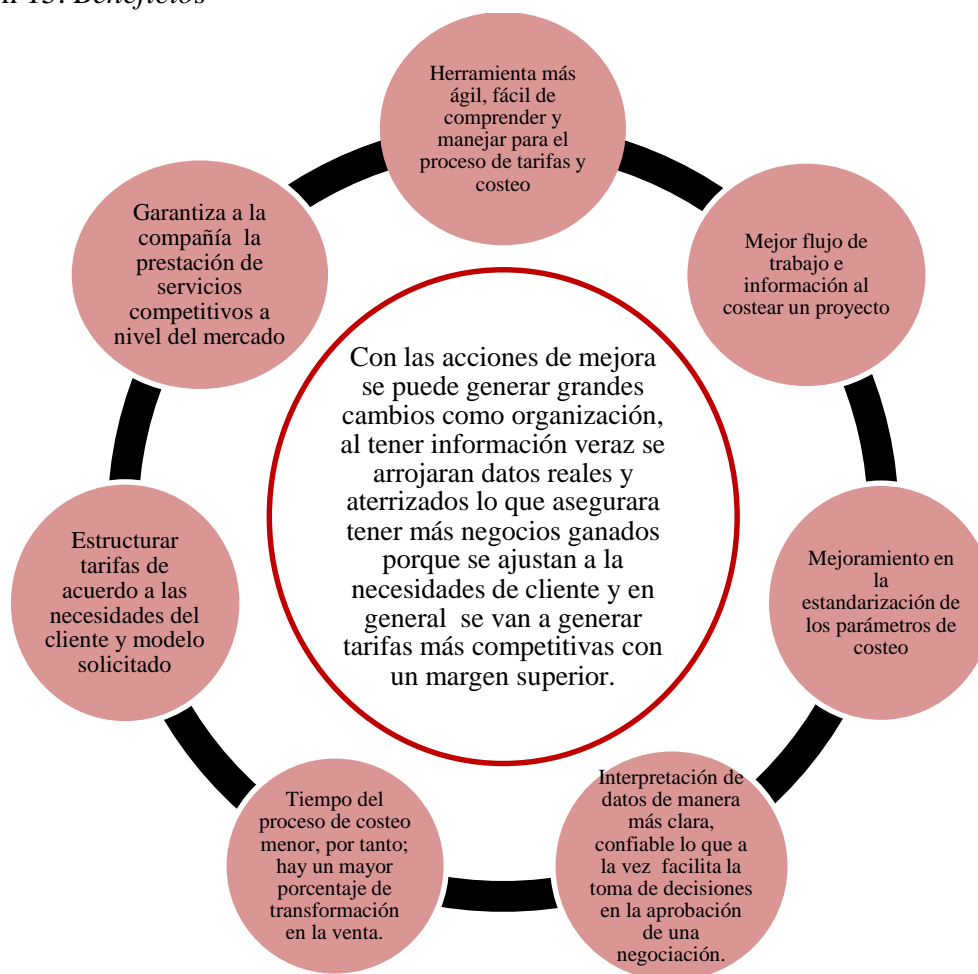 13. Beneficios
Herramienta más
ágil, fácil de
comprender y
manejar para el
proceso de tarifas y
costeo
Mejor flujo de
trabajo e
información al
costear un proyecto
Mejoramiento en
la
estandarización de
los parámetros de
costeo
Interpretación de
datos de manera
más clara,
confiable lo que a
la vez facilita la
toma de decisiones
en la aprobación
de una
negociación.
Tiempo del
proceso de costeo
menor, por tanto;
hay un mayor
porcentaje de
transformación
en la venta.
Estructurar
tarifas de
acuerdo a las
necesidades del
cliente y modelo
solicitado
Garantiza a la
compañía la
prestación de
servicios
competitivos a
nivel del mercado
Con las acciones de mejora
se puede generar grandes
cambios como organización,
al tener información veraz se
arrojaran datos reales y
aterrizados lo que asegurara
tener más negocios ganados
porque se ajustan a la
necesidades de cliente y en
general se van a generar
tarifas más competitivas con
un margen superior.